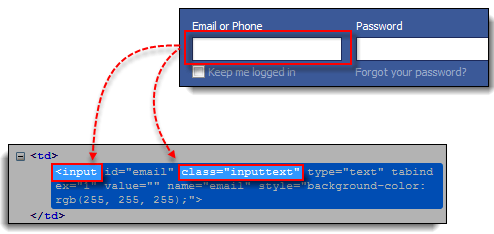 Email or Phone Password
Keep me logged in Forgot your password?
<td>
<input id="email" class="inputtext" type="text" tabind
ex="1" value="" name="email" style="background-color:
rgb(255, 255, 255);">
</td>